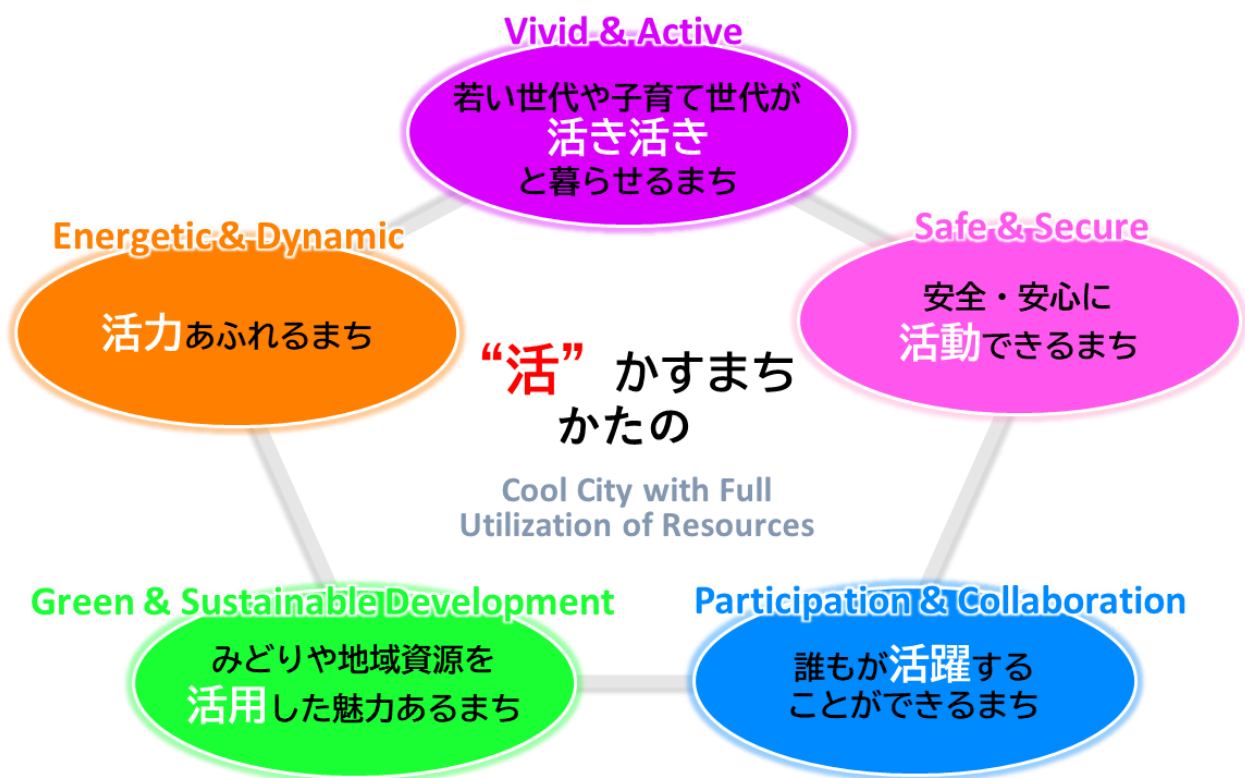 Vivid & Active
若い世代や子育て世代が
活き活き
と暮らせるまち
Energetic & Dynamic
活力あふれるまち
Safe & Secure
安全・安心に
活動できるまち
“活”かすまち
かたの
Cool City with Full
Utilization of Resources
Green & Sustainable Development
みどりや地域資源を
活用した魅力あるまち
Participation & Collaboration
誰もが活躍する
ことができるまち